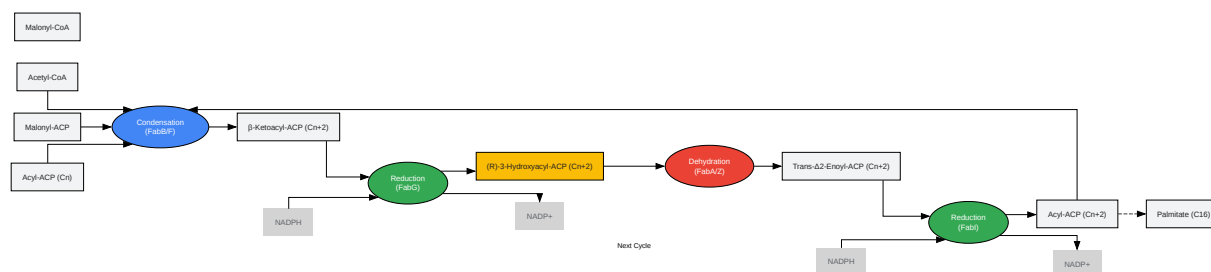 Malonyl-CoA
Acetyl-CoA
Malonyl-ACP
Acyl-ACP (Cn)
Condensation
(FabB/F)
β-Ketoacyl-ACP (Cn+2)
Reduction
(FabG)
NADPH
(R)-3-Hydroxyacyl-ACP (Cn+2)
NADP+
Dehydration
(FabA/Z)
Trans-Δ2-Enoyl-ACP (Cn+2)
Reduction
(FabI)
NADPH
Acyl-ACP (Cn+2)
NADP+
Palmitate (C16)
Next Cycle